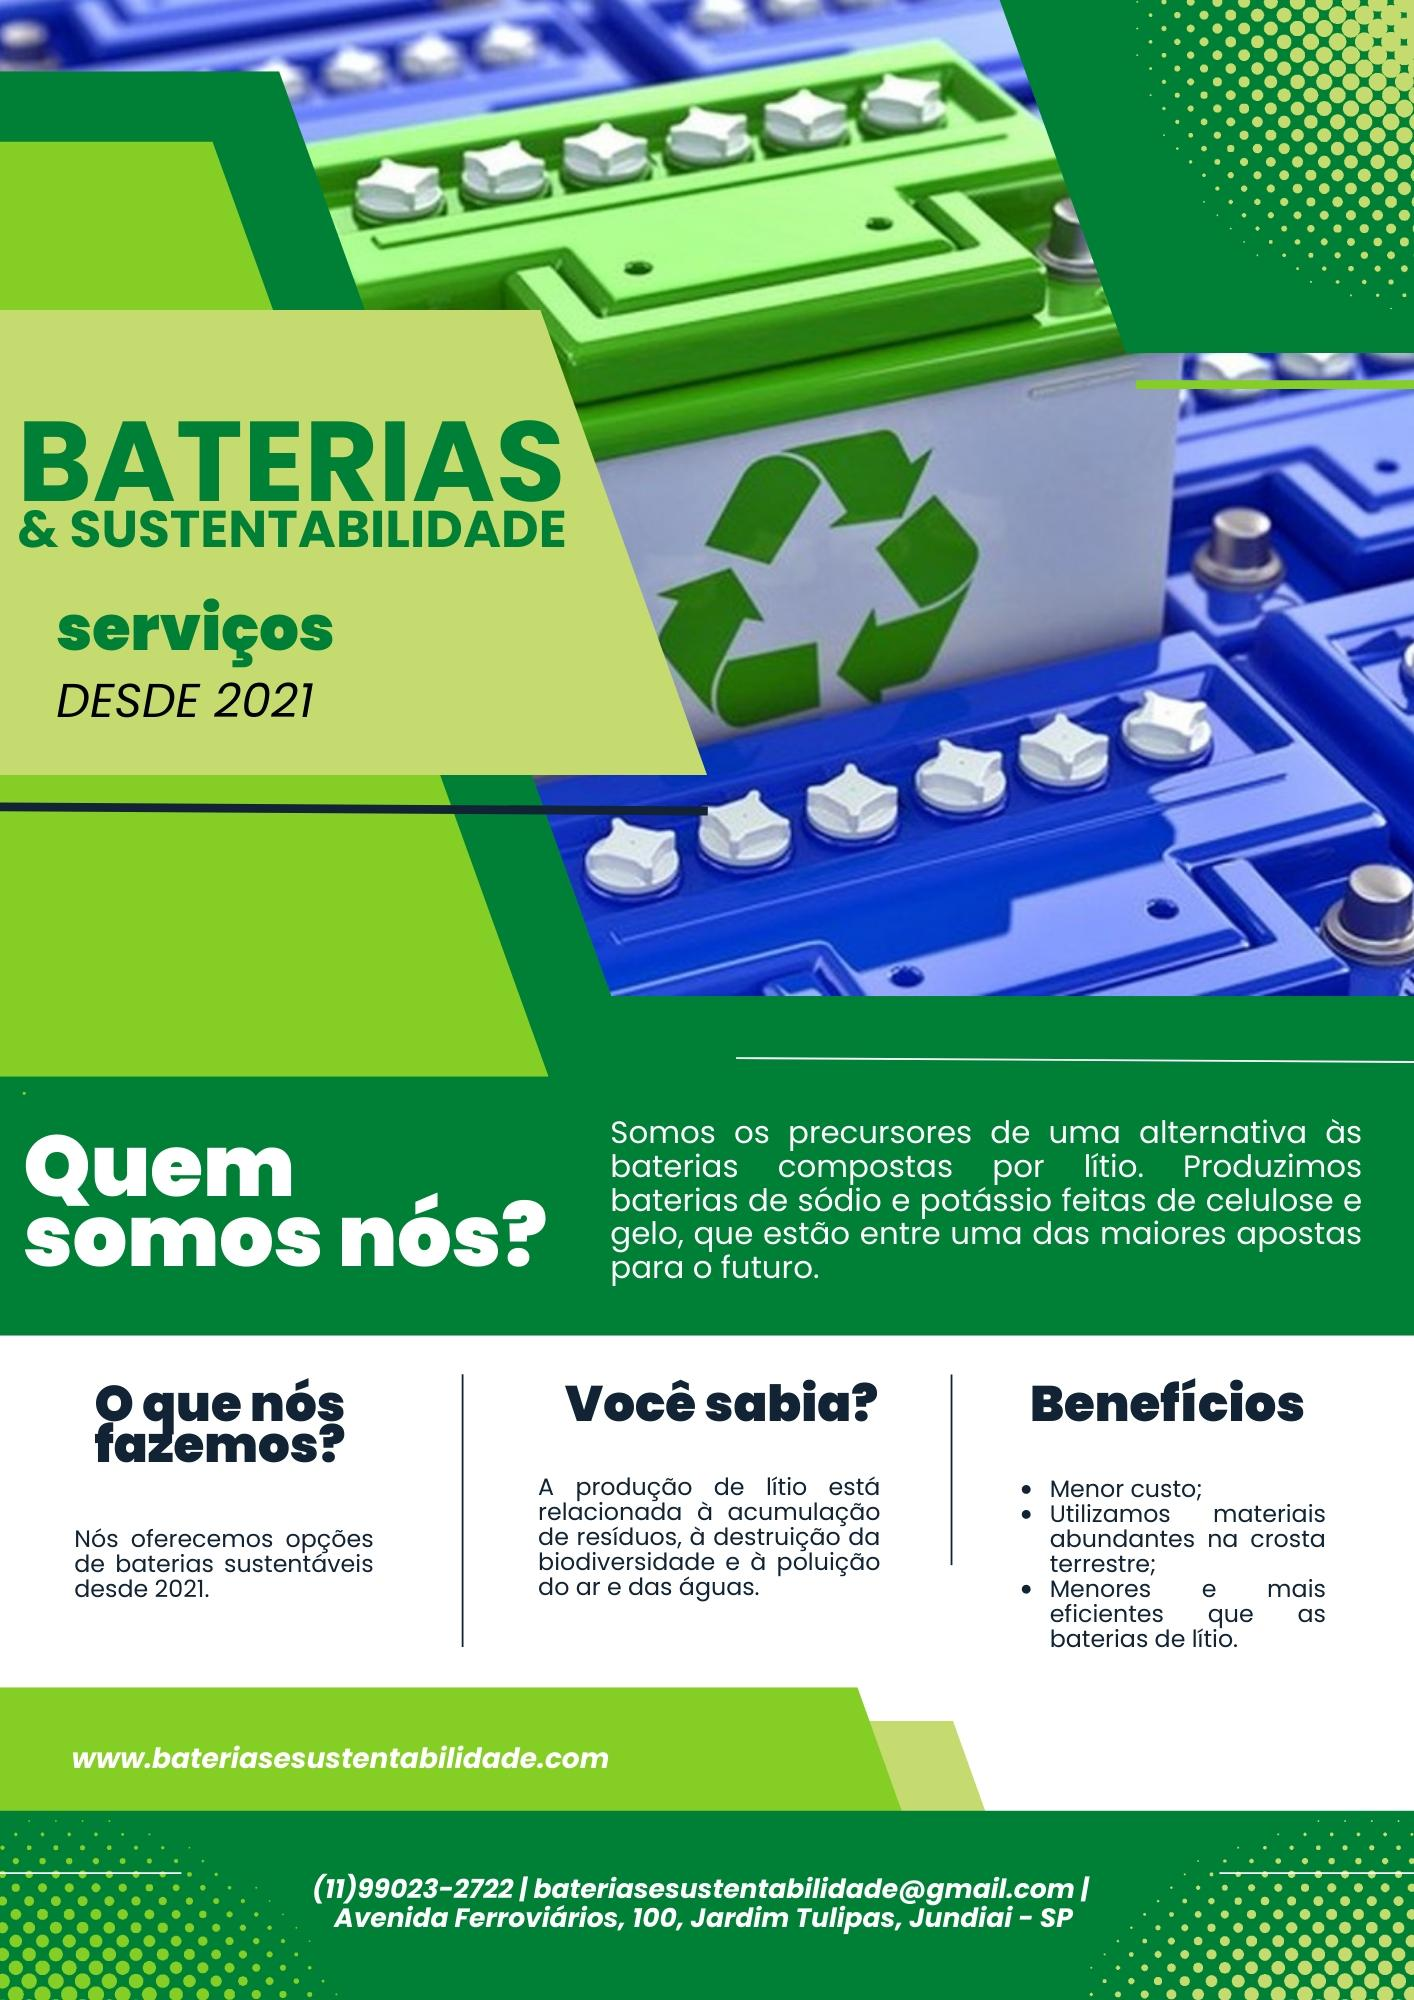 BATERIAS
& SUSTENTABILIDADE
serviços
DESDE 2021
Quem
somos nós?
Somos os precursores de uma alternativa às
baterias compostas por lítio. Produzimos
baterias de sódio e potássio feitas de celulose e
gelo, que estão entre uma das maiores apostas
para o futuro.
O que nós
fazemos?
Nós oferecemos opções
de baterias sustentáveis
desde 2021.
Você sabia?
A produção de lítio está
relacionada à acumulação
de resíduos, à destruição da
biodiversidade e à poluição
do ar e das águas.
Benefícios
• Menor custo;
• Utilizamos materiais
abundantes na crosta
terrestre;
• Menores e mais
eficientes que as
baterias de lítio.
www.bateriasesustentabilidade.com
(11)99023-2722 | bateriasesustentabilidade@gmail.com |
Avenida Ferroviários, 100, Jardim Tulipas, Jundiai - SP